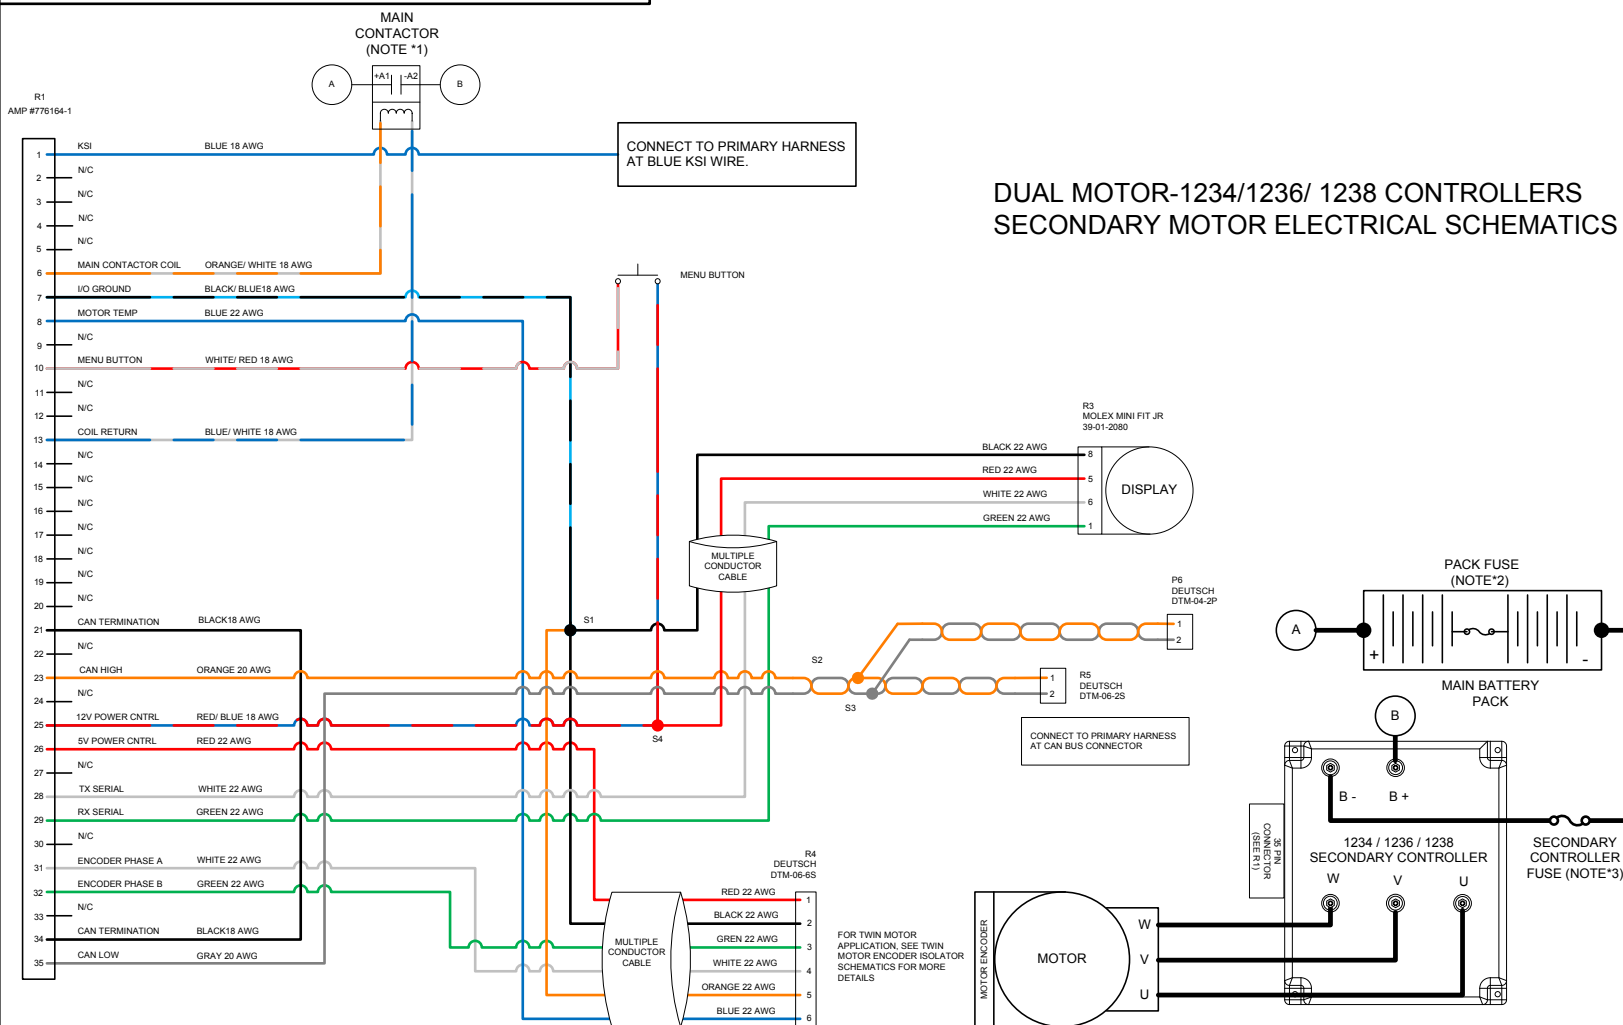 MAIN
CONTACTOR
(NOTE *1)
A
+A1
-A2
B
R1
AMP #776164-1
1
KSI
BLUE 18 AWG
2
N/C
3
N/C
4
N/C
5
N/C
6
MAIN CONTACTOR COIL
ORANGE/ WHITE 18 AWG
7
I/O GROUND
BLACK/ BLUE18 AWG
8
MOTOR TEMP
BLUE 22 AWG
9
N/C
10
MENU BUTTON
WHITE/ RED 18 AWG
11
N/C
12
N/C
13
COIL RETURN
BLUE/ WHITE 18 AWG
14
N/C
15
N/C
16
N/C
17
N/C
18
N/C
19
N/C
20
N/C
21
CAN TERMINATION
BLACK18 AWG
22
N/C
23
CAN HIGH
ORANGE 20 AWG
24
N/C
25
12V POWER CNTRL
RED/ BLUE 18 AWG
26
5V POWER CNTRL
RED 22 AWG
27
N/C
28
TX SERIAL
WHITE 22 AWG
29
RX SERIAL
GREEN 22 AWG
30
N/C
31
ENCODER PHASE A
WHITE 22 AWG
32
ENCODER PHASE B
GREEN 22 AWG
33
N/C
34
CAN TERMINATION
BLACK18 AWG
35
CAN LOW
GRAY 20 AWG
CONNECT TO PRIMARY HARNESS
AT BLUE KSI WIRE.
DUAL MOTOR-1234/1236/ 1238 CONTROLLERS
SECONDARY MOTOR ELECTRICAL SCHEMATICS
MENU BUTTON
R3
MOLEX MINI FIT JR
39-01-2080
BLACK 22 AWG
8
RED 22 AWG
5
WHITE 22 AWG
6
GREEN 22 AWG
1
DISPLAY
MULTIPLE
CONDUCTOR
CABLE
S1
S2
S3
S4
P6
DEUTSCH
DTM-04-2P
1
2
R5
DEUTSCH
DTM-06-2S
1
2
CONNECT TO PRIMARY HARNESS
AT CAN BUS CONNECTOR
PACK FUSE
(NOTE*2)
A
+
-
MAIN BATTERY
PACK
B
B -
B +
36 PIN
CONNECTOR
(SEE R1)
1234 / 1236 / 1238
SECONDARY CONTROLLER
W
V
U
SECONDARY
CONTROLLER
FUSE (NOTE*3)
R4
DEUTSCH
DTM-06-6S
MULTIPLE
CONDUCTOR
CABLE
RED 22 AWG
1
BLACK 22 AWG
2
GREN 22 AWG
3
WHITE 22 AWG
4
ORANGE 22 AWG
5
BLUE 22 AWG
6
FOR TWIN MOTOR
APPLICATION, SEE TWIN
MOTOR ENCODER ISOLATOR
SCHEMATICS FOR MORE
DETAILS
MOTOR ENCODER
MOTOR
W
V
U